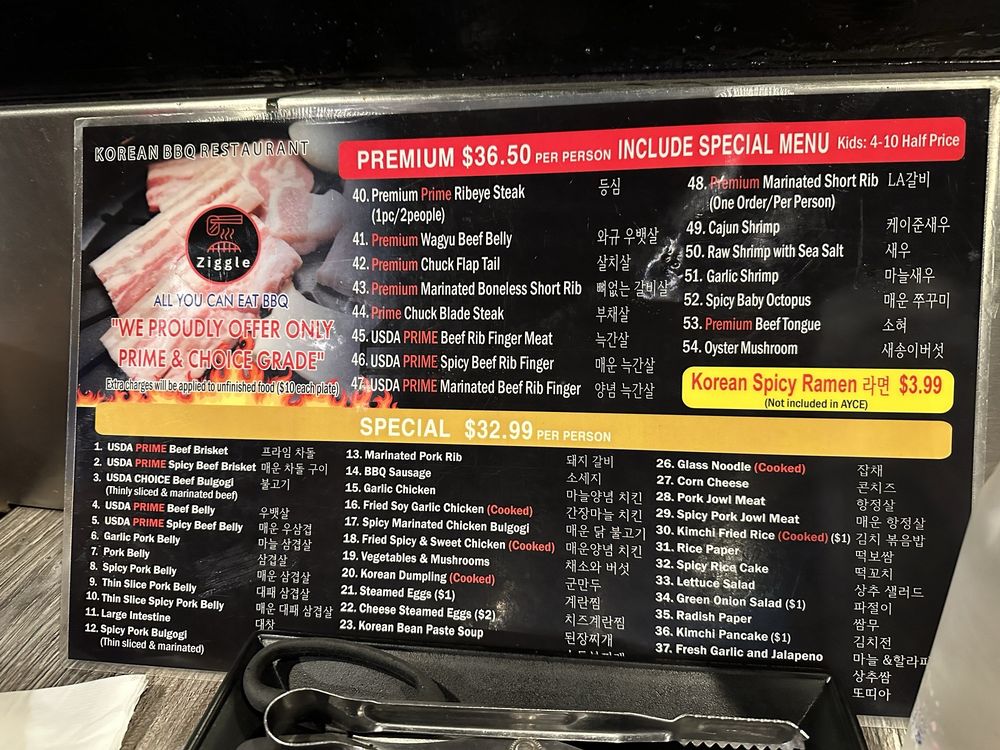 KOREAN BBQ RESTAURANT
Ziggle
ALL YOU CAN EAT BBQ
"WE PROUDLY OFFER ONLY
PRIME & CHOICE GRADE"
Extra charges will be applied to unfinished food ($10 each plate)
PREMIUM $36.50 PER PERSON INCLUDE SPECIAL MENU Kids: 4-10 Half Price
40. Premium Prime Ribeye Steak 등심
(1pc/2people)
41. Premium Wagyu Beef Belly 와규 우뱃살
42. Premium Chuck Flap Tail 살치살
43. Premium Marinated Boneless Short Rib 뼈없는 갈비살
44. Prime Chuck Blade Steak 부채살
45. USDA PRIME Beef Rib Finger Meat 늑간살
46. USDA PRIME Spicy Beef Rib Finger 매운 늑간살
47. USDA PRIME Marinated Beef Rib Finger 양념 늑간살
48. Premium Marinated Short Rib LA갈비
(One Order/Per Person)
49. Cajun Shrimp 케이준새우
50. Raw Shrimp with Sea Salt 새우
51. Garlic Shrimp 마늘새우
52. Spicy Baby Octopus 매운 쭈꾸미
53. Premium Beef Tongue 소혀
54. Oyster Mushroom 새송이버섯
Korean Spicy Ramen 라면 $3.99
(Not included in AYCE)
SPECIAL $32.99 PER PERSON
1. USDA PRIME Beef Brisket 프라임 차돌
2. USDA PRIME Spicy Beef Brisket 매운 차돌 구이
3. USDA CHOICE Beef Bulgogi 불고기
(Thinly sliced & marinated beef)
4. USDA PRIME Beef Belly 우뱃살
5. USDA PRIME Spicy Beef Belly 매운 우삼겹
6. Garlic Pork Belly 마늘 삼겹살
7. Pork Belly 삼겹살
8. Spicy Pork Belly 매운 삼겹살
9. Thin Slice Pork Belly 대패 삼겹살
10. Thin Slice Spicy Pork Belly 매운 대패 삼겹살
11. Large Intestine 대창
12. Spicy Pork Bulgogi
(Thin sliced & marinated)
13. Marinated Pork Rib 돼지 갈비
14. BBQ Sausage 소세지
15. Garlic Chicken 마늘양념 치킨
16. Fried Soy Garlic Chicken (Cooked) 간장마늘 치킨
17. Spicy Marinated Chicken Bulgogi 매운 닭 불고기
18. Fried Spicy & Sweet Chicken (Cooked) 매운양념 치킨
19. Vegetables & Mushrooms 채소와 버섯
20. Korean Dumpling (Cooked) 군만두
21. Steamed Eggs ($1) 계란찜
22. Cheese Steamed Eggs ($2) 치즈계란찜
23. Korean Bean Paste Soup 된장찌개
26. Glass Noodle (Cooked) 잡채
27. Corn Cheese 콘치즈
28. Pork Jowl Meat 항정살
29. Spicy Pork Jowl Meat 매운 항정살
30. Kimchi Fried Rice (Cooked) ($1) 김치 볶음밥
31. Rice Paper 떡보쌈
32. Spicy Rice Cake 떡꼬치
33. Lettuce Salad 상추 샐러드
34. Green Onion Salad ($1) 파절이
35. Radish Paper 쌈무
36. Kimchi Pancake ($1) 김치전
37. Fresh Garlic and Jalapeno 마늘 &할라피
상추쌈
또띠아